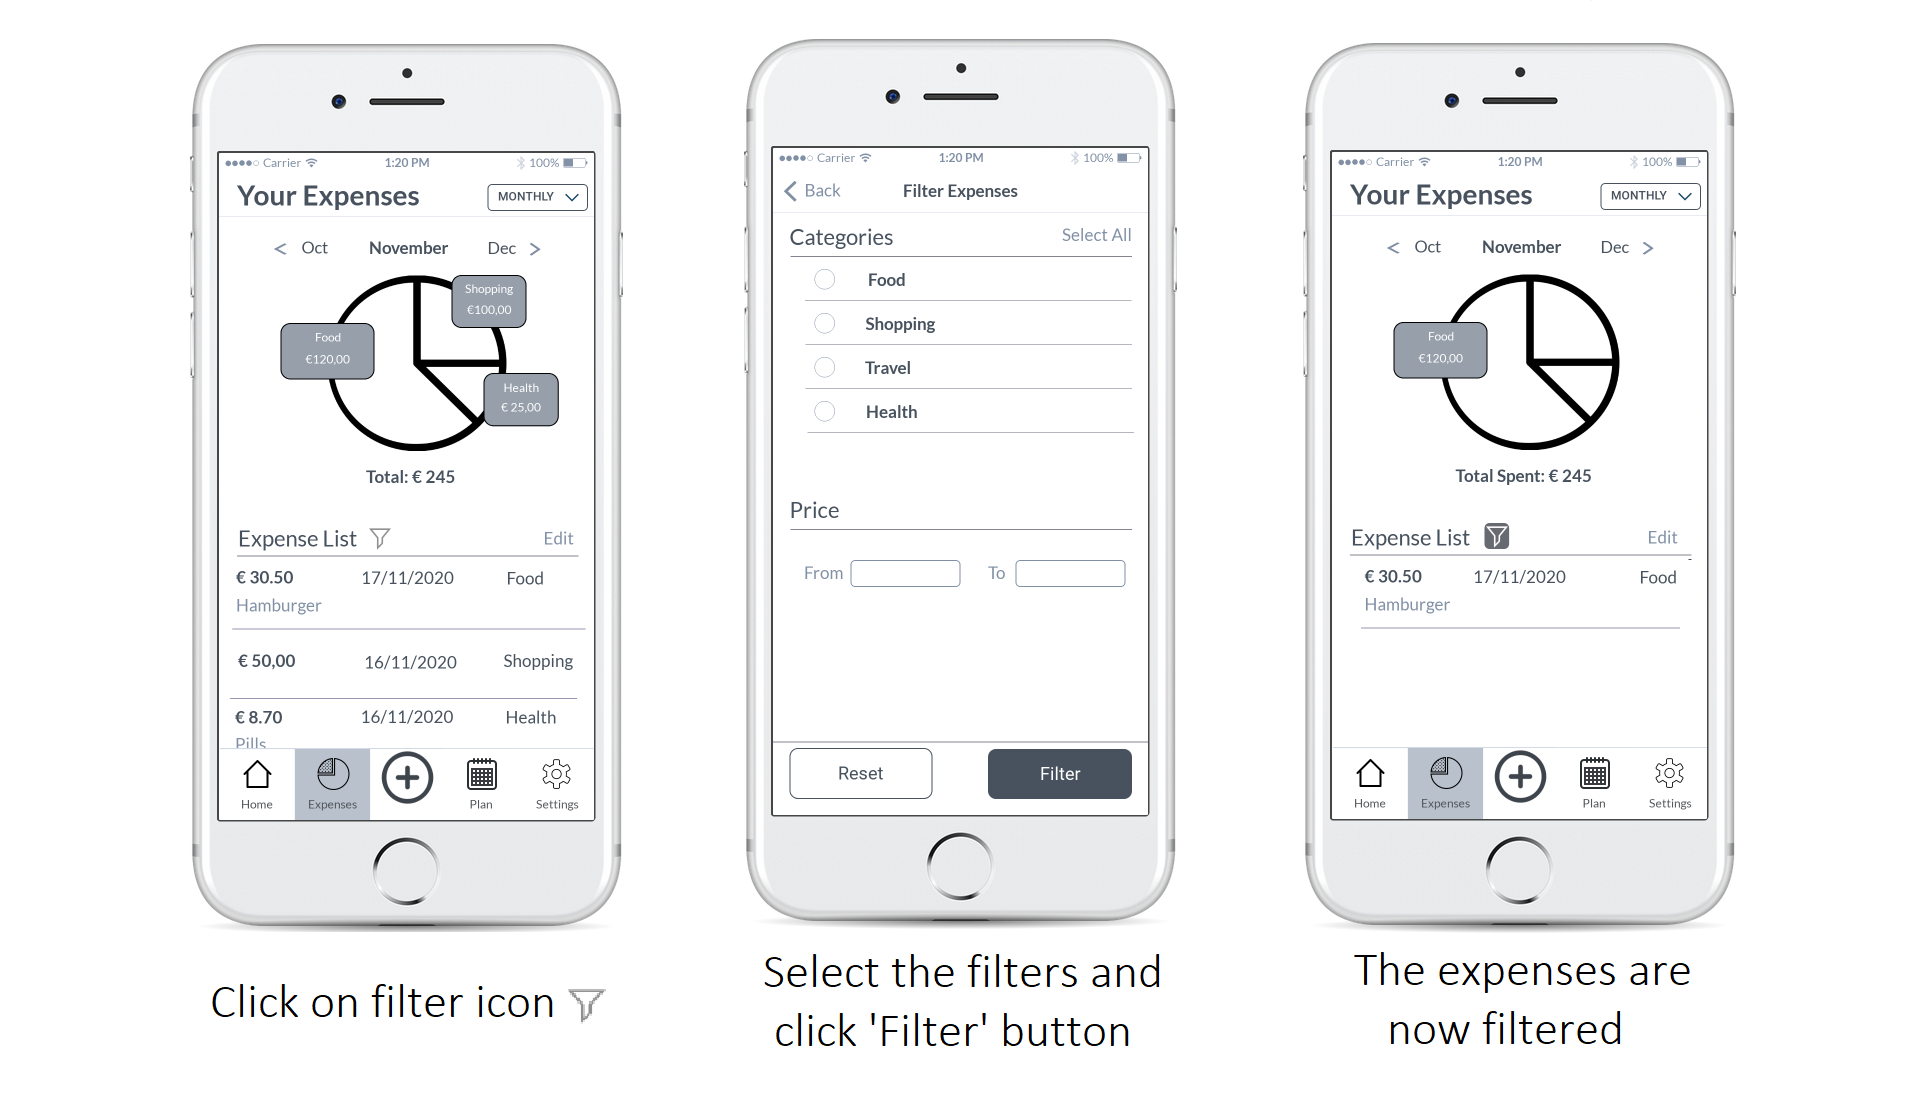 Carrier 1:20 PM 100%
Your Expenses MONTHLY
< Oct November Dec >
Shopping
€100,00
Food
€120,00
Health
€ 25,00
Total: € 245
Expense List Edit
€ 30.50 17/11/2020 Food
Hamburger
€ 50,00 16/11/2020 Shopping
€ 8.70 16/11/2020 Health
Pills
Home Expenses Plan Settings
Click on filter icon
Carrier 1:20 PM 100%
Back Filter Expenses
Categories Select All
Food
Shopping
Travel
Health
Price
From To
Reset Filter
Select the filters and
click 'Filter' button
Carrier 1:20 PM 100%
Your Expenses MONTHLY
< Oct November Dec >
Food
€120,00
Total Spent: € 245
Expense List Edit
€ 30.50 17/11/2020 Food
Hamburger
Home Expenses Plan Settings
The expenses are
now filtered